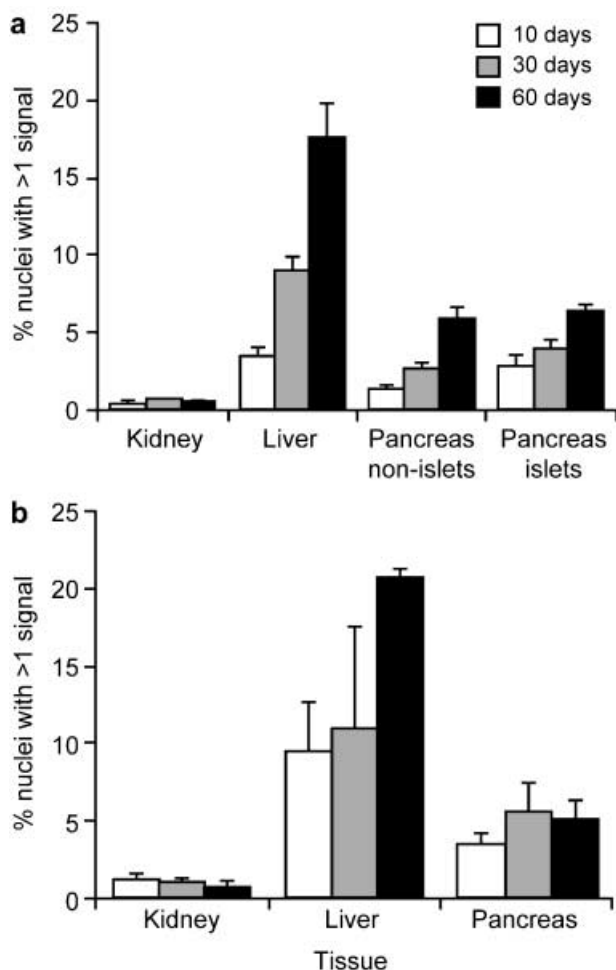 a
% nuclei with >1 signal
25
20
15
10
5
0
10 days
30 days
60 days
Kidney
Liver
Pancreas
non-islets
Pancreas
islets
b
% nuclei with >1 signal
25
20
15
10
5
0
Kidney
Liver
Pancreas
Tissue